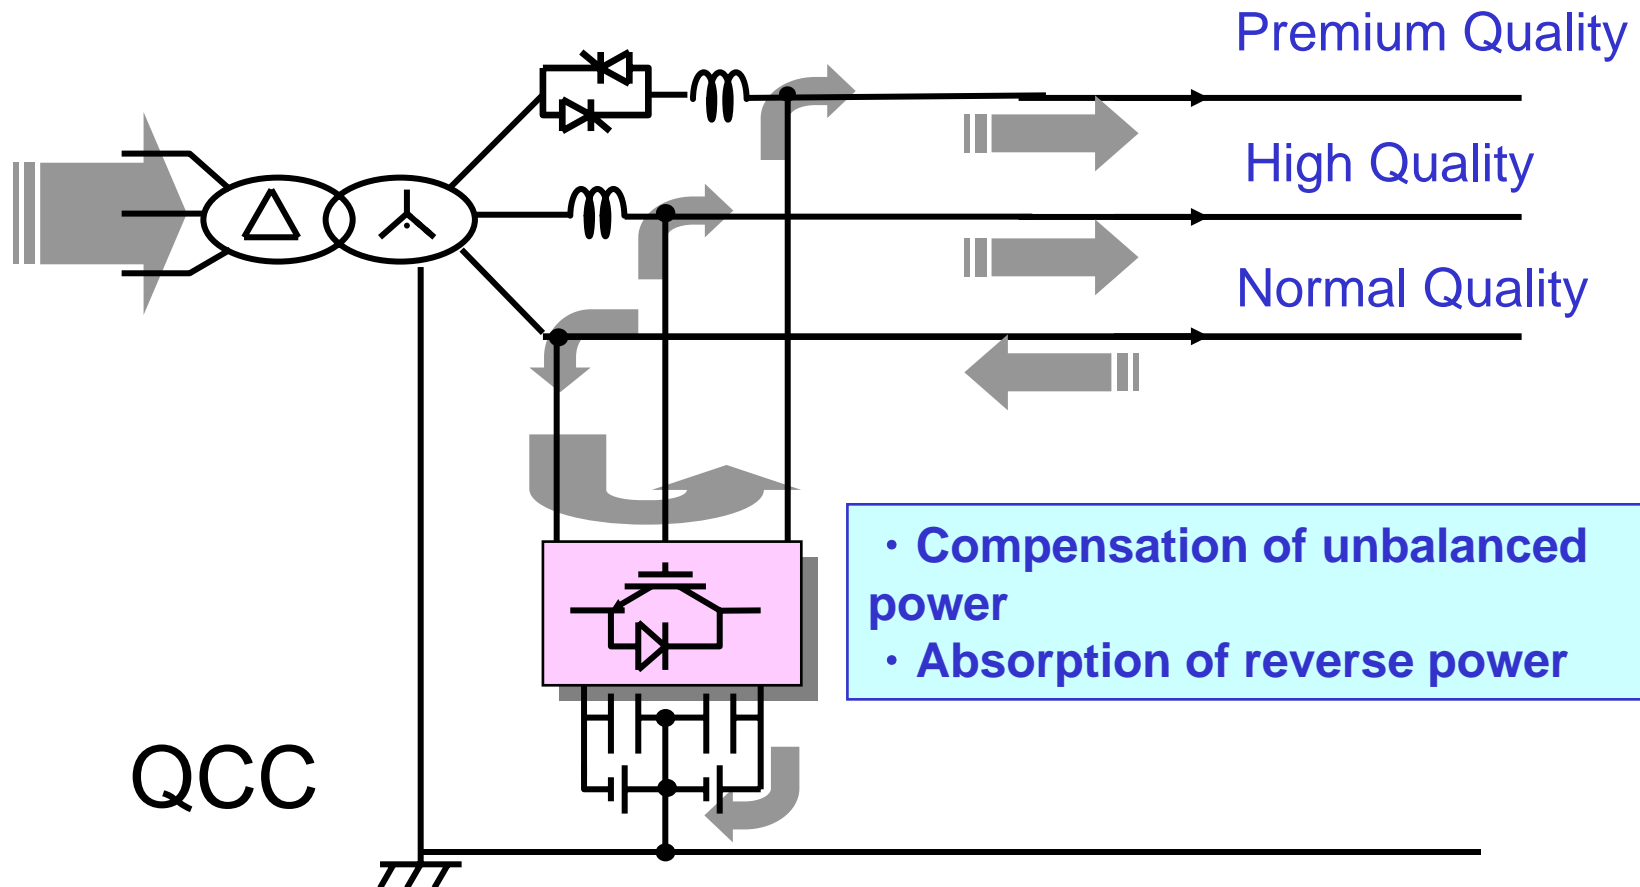 Premium Quality
High Quality
Normal Quality
・Compensation of unbalanced
power
・Absorption of reverse power
QCC